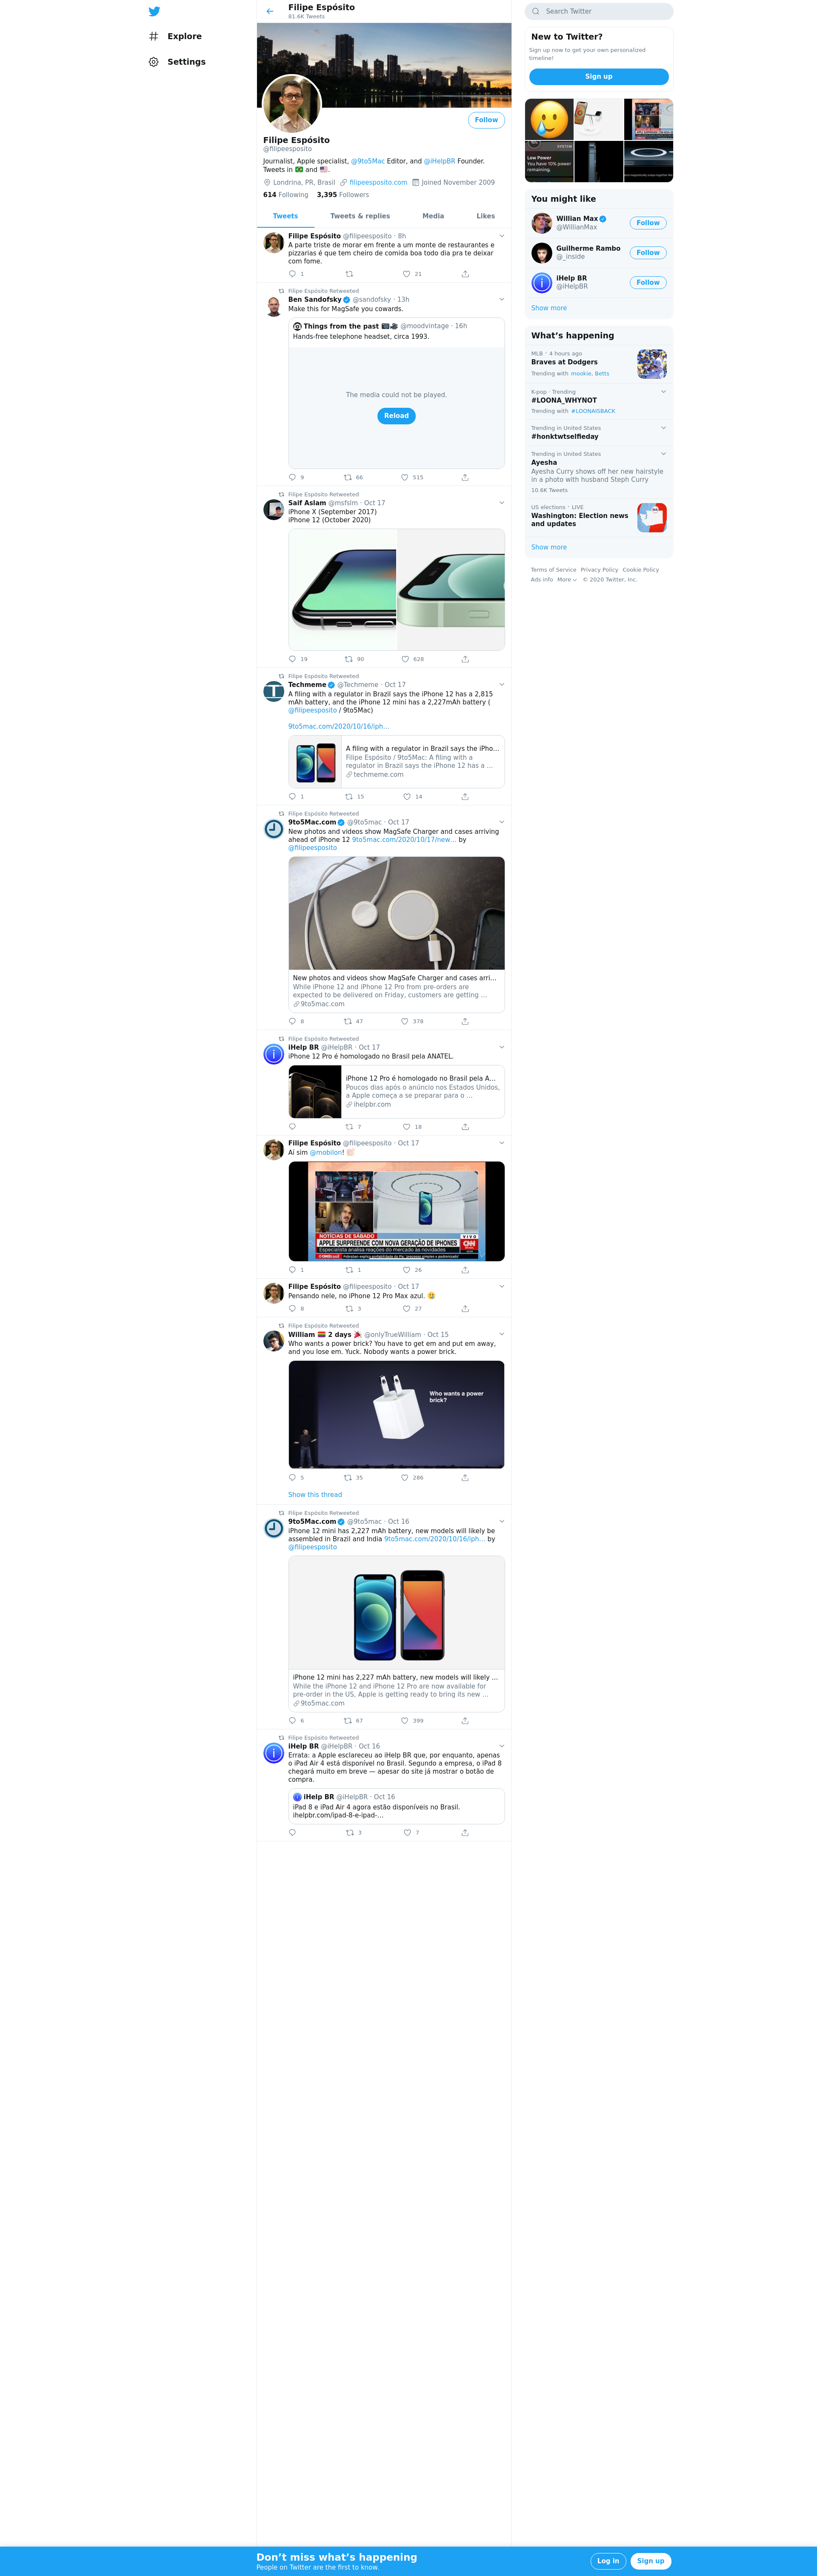 Explore
Settings
Filipe Espósito
81.6K Tweets
Follow
Filipe Espósito
@filipeesposito
Journalist, Apple specialist, @9to5Mac Editor, and @iHelpBR Founder.
Tweets in 🇧🇷 and 🇺🇸.
Londrina, PR, Brasil filipeesposito.com Joined November 2009
614 Following 3,395 Followers
Tweets Tweets & replies Media Likes
Filipe Espósito @filipeesposito · 8h
A parte triste de morar em frente a um monte de restaurantes e
pizzarias é que tem cheiro de comida boa todo dia pra te deixar
com fome.
1 21
Filipe Espósito Retweeted
Ben Sandofsky @sandofsky · 13h
Make this for MagSafe you cowards.
Things from the past @moodvintage · 16h
Hands-free telephone headset, circa 1993.
The media could not be played.
Reload
9 66 515
Filipe Espósito Retweeted
Saif Aslam @msfslm · Oct 17
iPhone X (September 2017)
iPhone 12 (October 2020)
19 90 628
Filipe Espósito Retweeted
Techmeme @Techmeme · Oct 17
A filing with a regulator in Brazil says the iPhone 12 has a 2,815
mAh battery, and the iPhone 12 mini has a 2,227mAh battery (
@filipeesposito / 9to5Mac)
9to5mac.com/2020/10/16/iph…
A filing with a regulator in Brazil says the iPho…
Filipe Espósito / 9to5Mac: A filing with a
regulator in Brazil says the iPhone 12 has a …
techmeme.com
1 15 14
Filipe Espósito Retweeted
9to5Mac.com @9to5mac · Oct 17
New photos and videos show MagSafe Charger and cases arriving
ahead of iPhone 12 9to5mac.com/2020/10/17/new… by
@filipeesposito
New photos and videos show MagSafe Charger and cases arri…
While iPhone 12 and iPhone 12 Pro from pre-orders are
expected to be delivered on Friday, customers are getting …
9to5mac.com
8 47 378
Filipe Espósito Retweeted
iHelp BR @iHelpBR · Oct 17
iPhone 12 Pro é homologado no Brasil pela ANATEL.
iPhone 12 Pro é homologado no Brasil pela A…
Poucos dias após o anúncio nos Estados Unidos,
a Apple começa a se preparar para o …
ihelpbr.com
7 18
Filipe Espósito @filipeesposito · Oct 17
Aí sim @mobilon! 👏🏻
NOTÍCIAS DE SÁBADO
VIVO
APPLE SURPREENDE COM NOVA GERAÇÃO DE IPHONES
Especialista analisa reações do mercado às novidades
CNN
1 1 26
Filipe Espósito @filipeesposito · Oct 17
Pensando nele, no iPhone 12 Pro Max azul. 🥲
8 3 27
Filipe Espósito Retweeted
William 🏳️‍🌈 2 days 🎉 @onlyTrueWilliam · Oct 15
Who wants a power brick? You have to get em and put em away,
and you lose em. Yuck. Nobody wants a power brick.
Who wants a power
brick?
5 35 286
Show this thread
Filipe Espósito Retweeted
9to5Mac.com @9to5mac · Oct 16
iPhone 12 mini has 2,227 mAh battery, new models will likely be
assembled in Brazil and India 9to5mac.com/2020/10/16/iph… by
@filipeesposito
iPhone 12 mini has 2,227 mAh battery, new models will likely …
While the iPhone 12 and iPhone 12 Pro are now available for
pre-order in the US, Apple is getting ready to bring its new …
9to5mac.com
6 67 399
Filipe Espósito Retweeted
iHelp BR @iHelpBR · Oct 16
Errata: a Apple esclareceu ao iHelp BR que, por enquanto, apenas
o iPad Air 4 está disponível no Brasil. Segundo a empresa, o iPad 8
chegará muito em breve — apesar do site já mostrar o botão de
compra.
iHelp BR @iHelpBR · Oct 16
iPad 8 e iPad Air 4 agora estão disponíveis no Brasil.
ihelpbr.com/ipad-8-e-ipad-…
3 7
Search Twitter
New to Twitter?
Sign up now to get your own personalized
timeline!
Sign up
Low Power
You have 10% power
remaining.
You might like
Willian Max
@WillianMax
Follow
Guilherme Rambo
@_inside
Follow
iHelp BR
@iHelpBR
Follow
Show more
What's happening
MLB · 4 hours ago
Braves at Dodgers
Trending with mookie, Betts
K-pop · Trending
#LOONA_WHYNOT
Trending with #LOONAISBACK
Trending in United States
#honktwtselfieday
Trending in United States
Ayesha
Ayesha Curry shows off her new hairstyle
in a photo with husband Steph Curry
10.6K Tweets
US elections · LIVE
Washington: Election news
and updates
Show more
Terms of Service Privacy Policy Cookie Policy
Ads info More © 2020 Twitter, Inc.
Don't miss what's happening
People on Twitter are the first to know.
Log in
Sign up